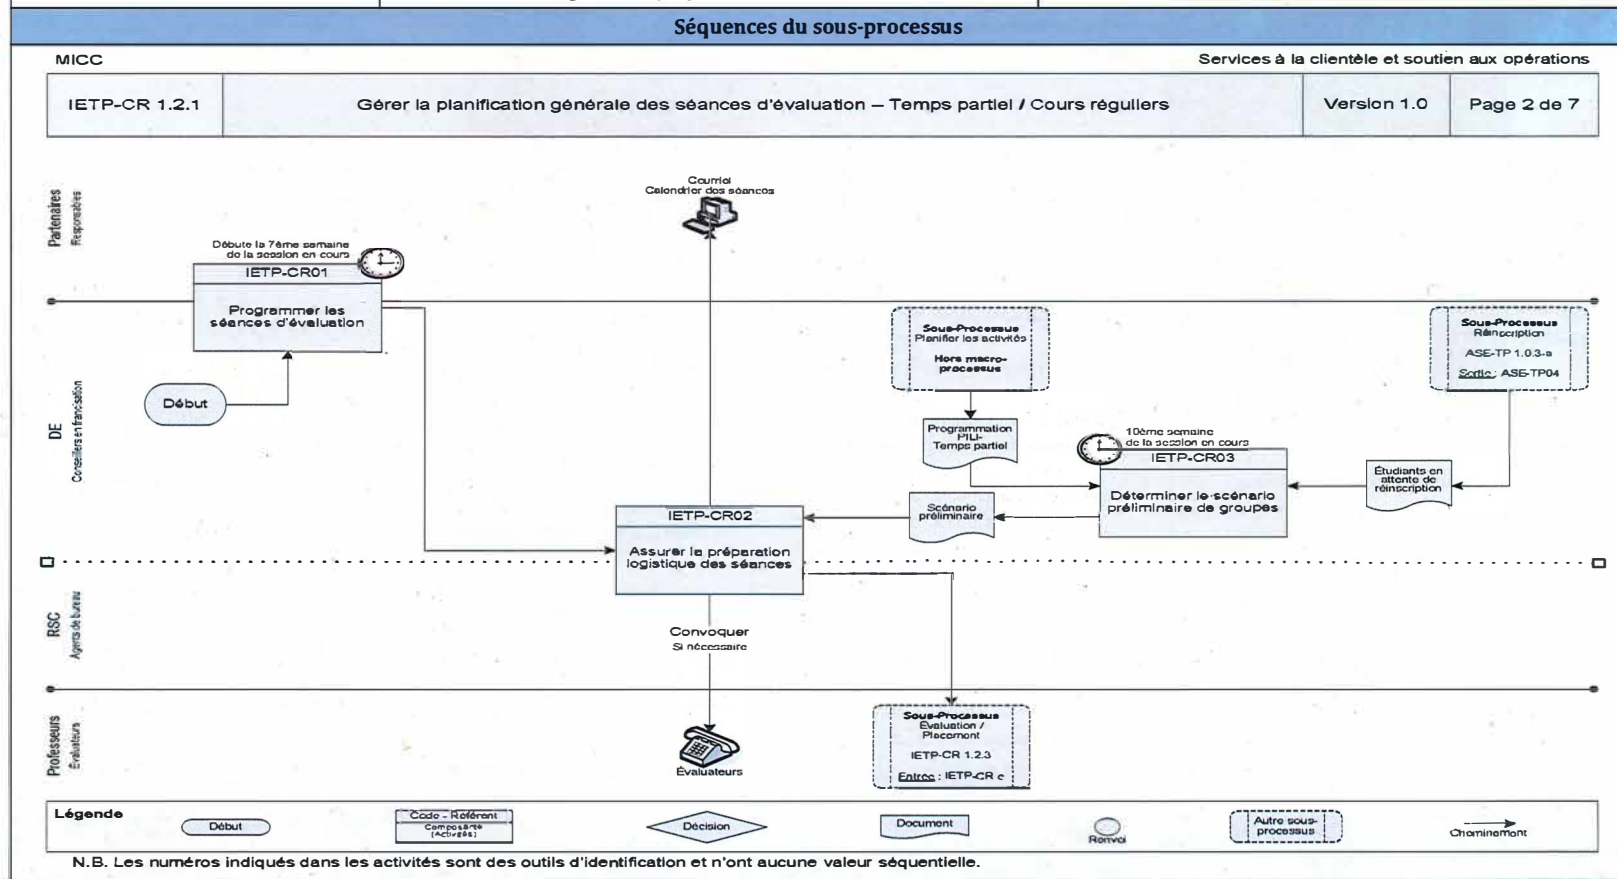 Séquences du sous-processus
MICC
Services à la clientèle et soutien aux opérations
IETP-CR 1.2.1
Gérer la planification générale des séances d'évaluation – Temps partiel / Cours réguliers
Version 1.0
Page 2 de 7
Partenaires
Responsables
Courriel
Calendrier des séances
Débute la 7ème semaine
de la session en cours
IETP-CR01
Programmer les
séances d'évaluation
DE
Conseillers en francisation
Début
Sous-Processus
Planifier les activités
Hors macro-
processus
Sous-Processus
Réinscription
ASE-TP 1.0.3-a
Sortie : ASE-TP04
Programmation
PILI-
Temps partiel
10ème semaine
de la session en cours
IETP-CR03
Déterminer le scénario
préliminaire de groupes
Étudiants en
attente de
réinscription
Scénario
préliminaire
IETP-CR02
Assurer la préparation
logistique des séances
RSC
Agents de bureau
Convoquer
Si nécessaire
Professeurs
Évaluateurs
Évaluateurs
Sous-Processus
Évaluation /
Placement
IETP-CR 1.2.3
Entrée : IETP-CR c
Légende
Début
Code - Référent
Composante
(Activités)
Décision
Document
Renvoi
Autre sous-
processus
Cheminement
N.B. Les numéros indiqués dans les activités sont des outils d'identification et n'ont aucune valeur séquentielle.